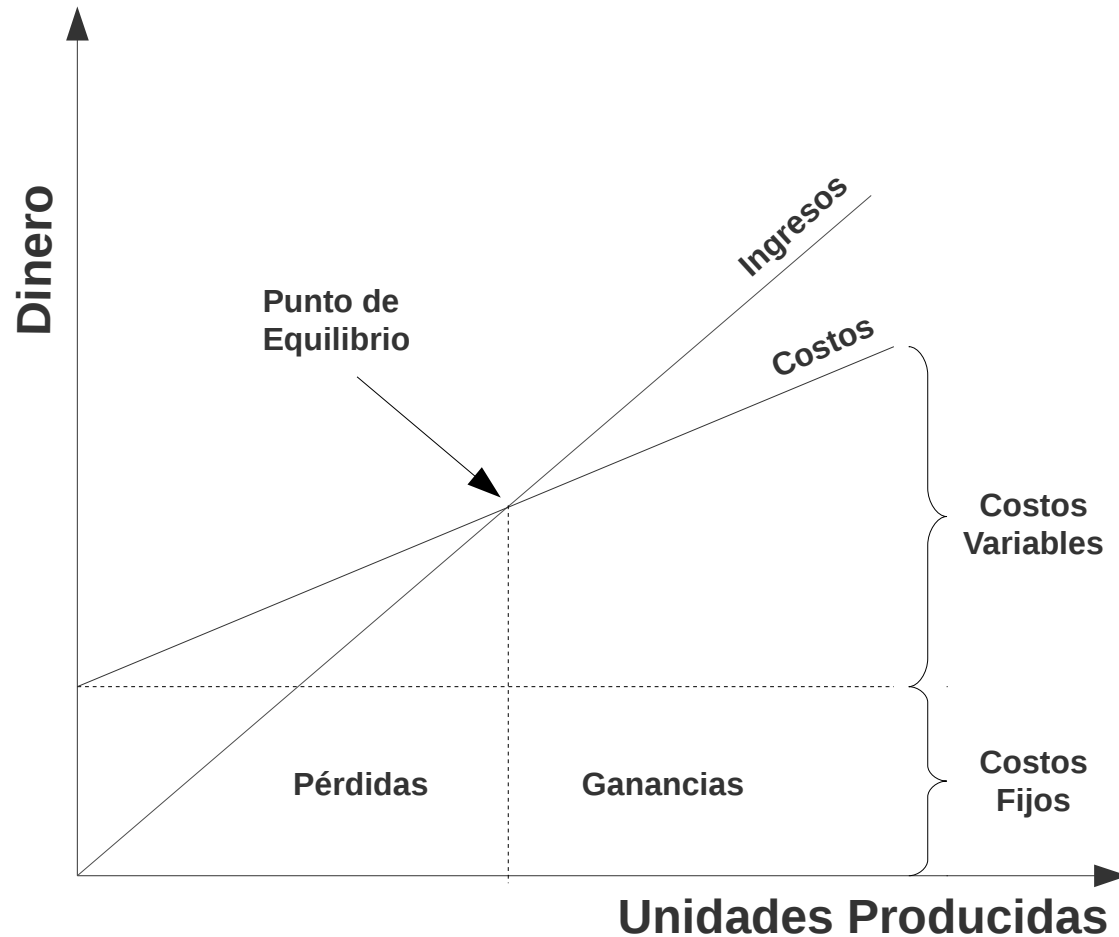 Dinero
Ingresos
Punto de
Equilibrio
Costos
Costos
Variables
Costos
Fijos
Pérdidas
Ganancias
Unidades Producidas